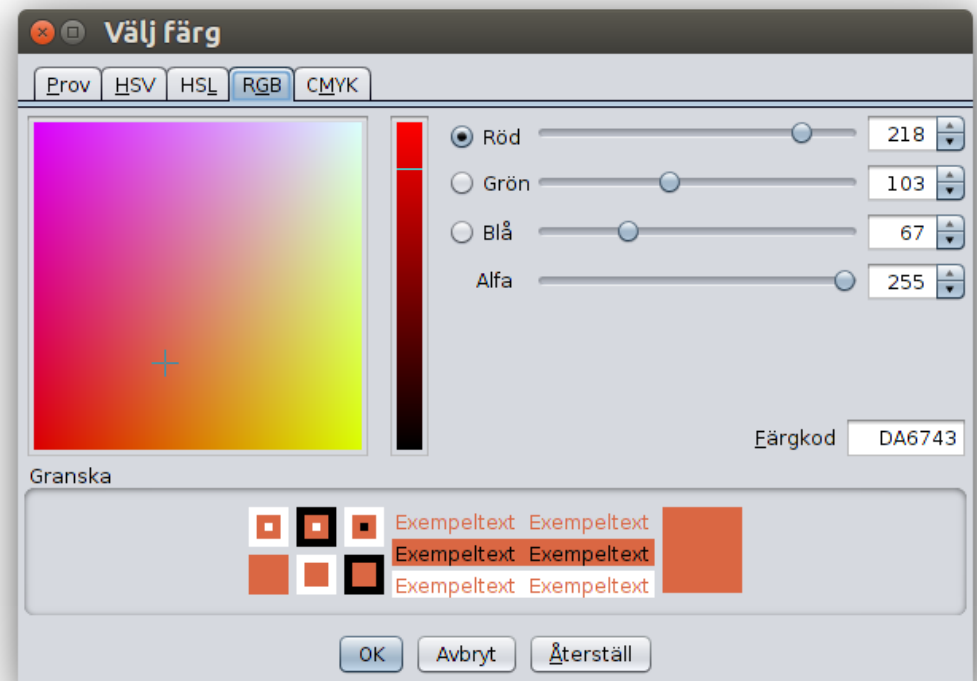 Välj färg
Prov HSV HSL RGB CMYK
Röd 218
Grön 103
Blå 67
Alfa 255
Färgkod DA6743
Granska
Exempeltext Exempeltext
Exempeltext Exempeltext
Exempeltext Exempeltext
OK Avbryt Återställ